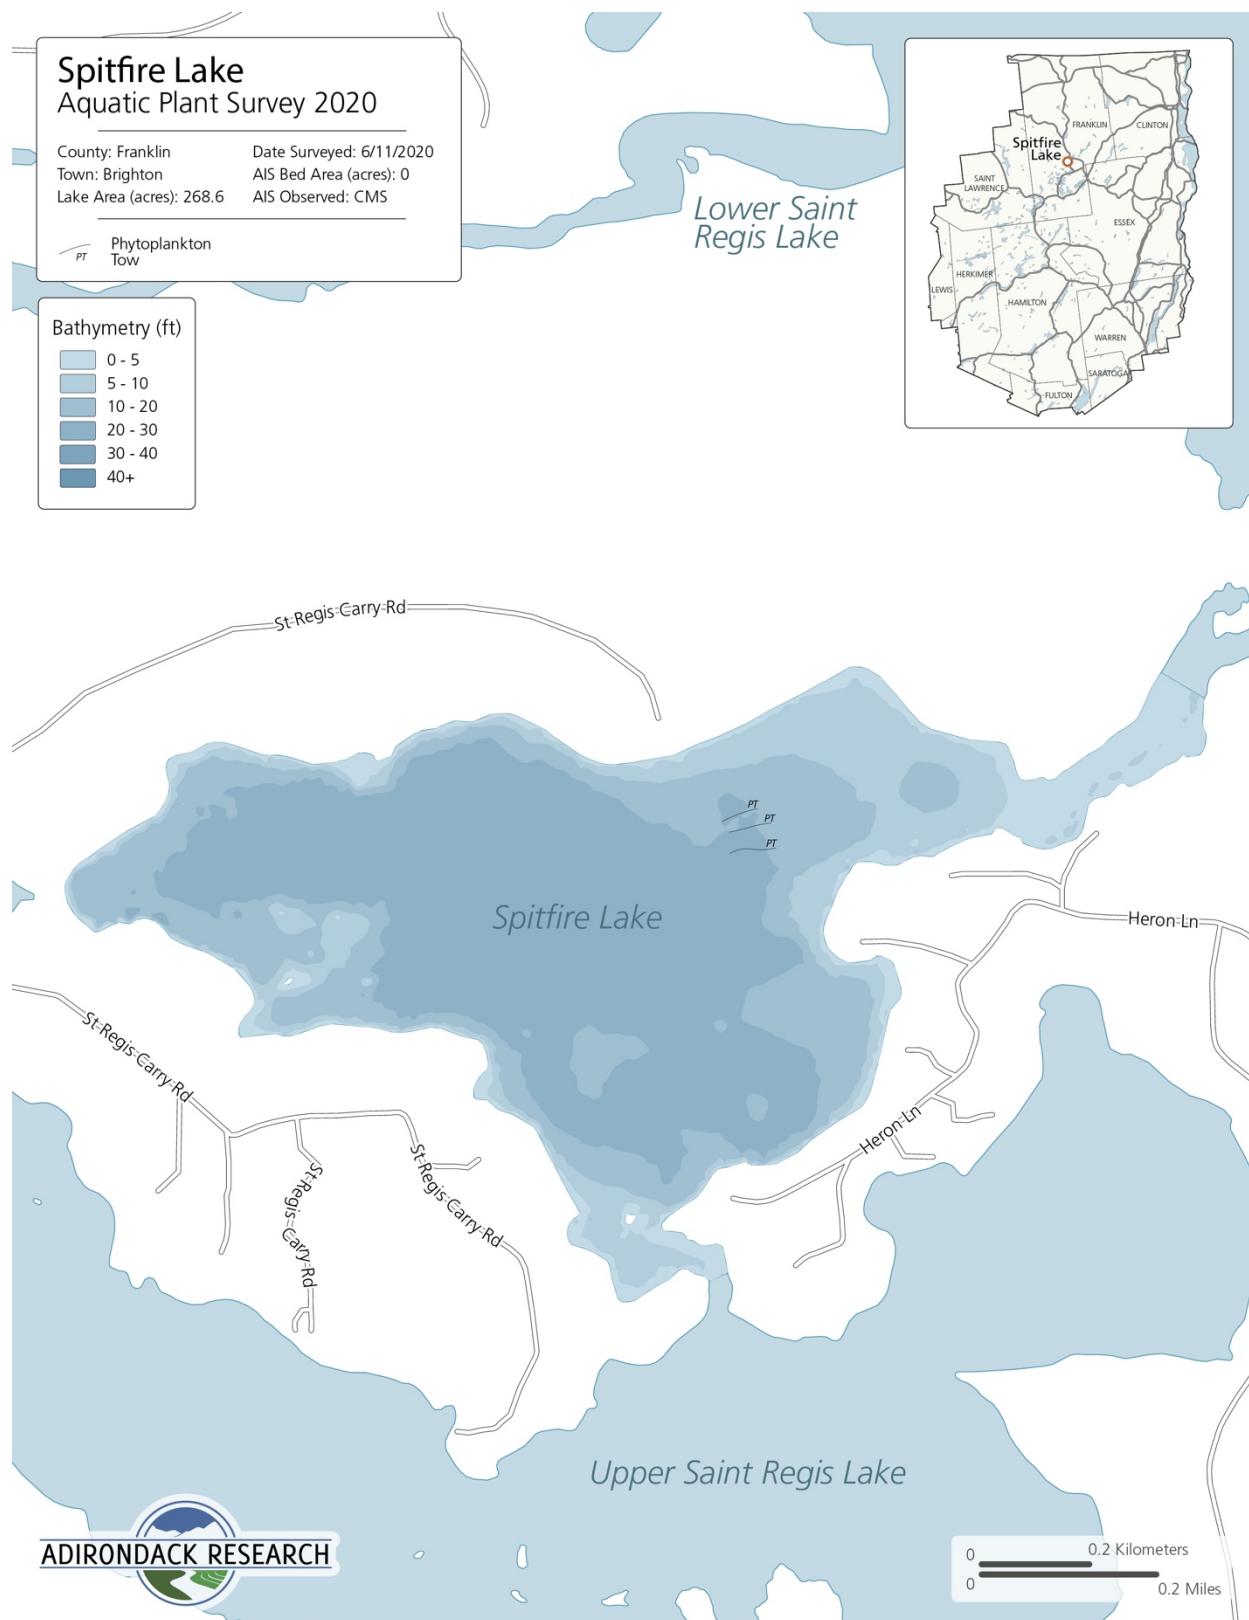 Spitfire Lake
Aquatic Plant Survey 2020
County: Franklin
Town: Brighton
Lake Area (acres): 268.6
Date Surveyed: 6/11/2020
AIS Bed Area (acres): 0
AIS Observed: CMS
PT
Phytoplankton
Tow
Bathymetry (ft)
0 - 5
5 - 10
10 - 20
20 - 30
30 - 40
40+
Lower Saint
Regis Lake
FRANKLIN
CLINTON
Spitfire
Lake
SAINT
LAWRENCE
ESSEX
HERKIMER
LEWIS
HAMILTON
WARREN
SARATOGA
FULTON
St Regis Carry Rd
PT
PT
PT
Spitfire Lake
Heron Ln
St Regis Carry Rd
Heron Ln
St Regis Carry Rd
St Regis Carry Rd
Upper Saint Regis Lake
ADIRONDACK RESEARCH
0
0.2 Kilometers
0
0.2 Miles